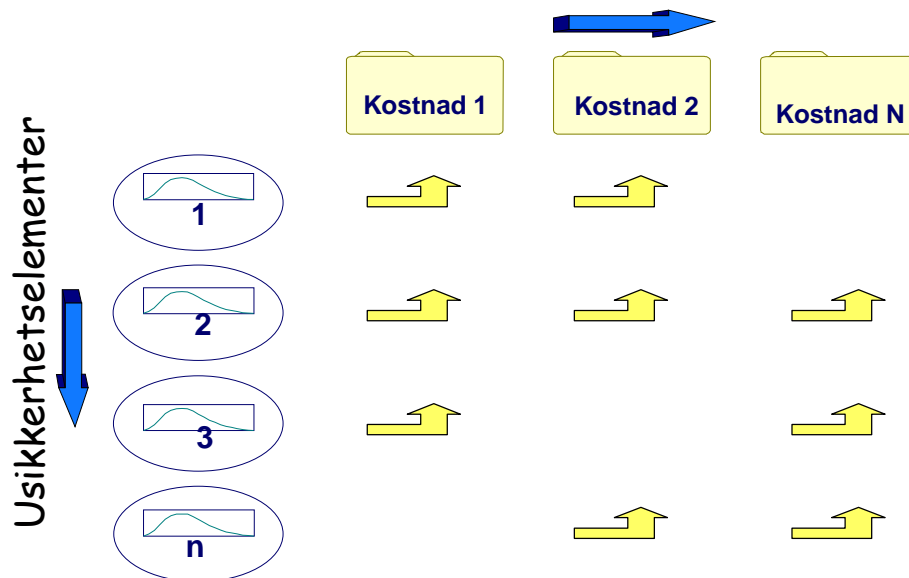 Kostnad 1
Kostnad 2
Kostnad N
Usikkerhetselementer
1
2
3
n